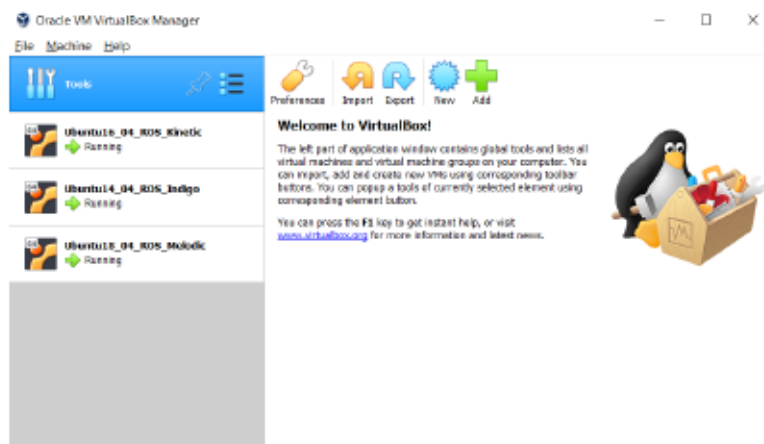 Oracle VM VirtualBox Manager
File Machine Help
Tools
Preferences Import Export New Add
Ubuntu16_04_ROS_Kinetic
Running
Ubuntu14_04_ROS_Indigo
Running
Ubuntu18_04_ROS_Melodic
Running
Welcome to VirtualBox!
The left part of application window contains global tools and lists all
virtual machines and virtual machine groups on your computer. You
can import, add and create new VMs using corresponding toolbar
buttons. You can popup a tools of currently selected element using
corresponding element button.
You can press the F1 key to get instant help, or visit
www.virtualbox.org for more information and latest news.